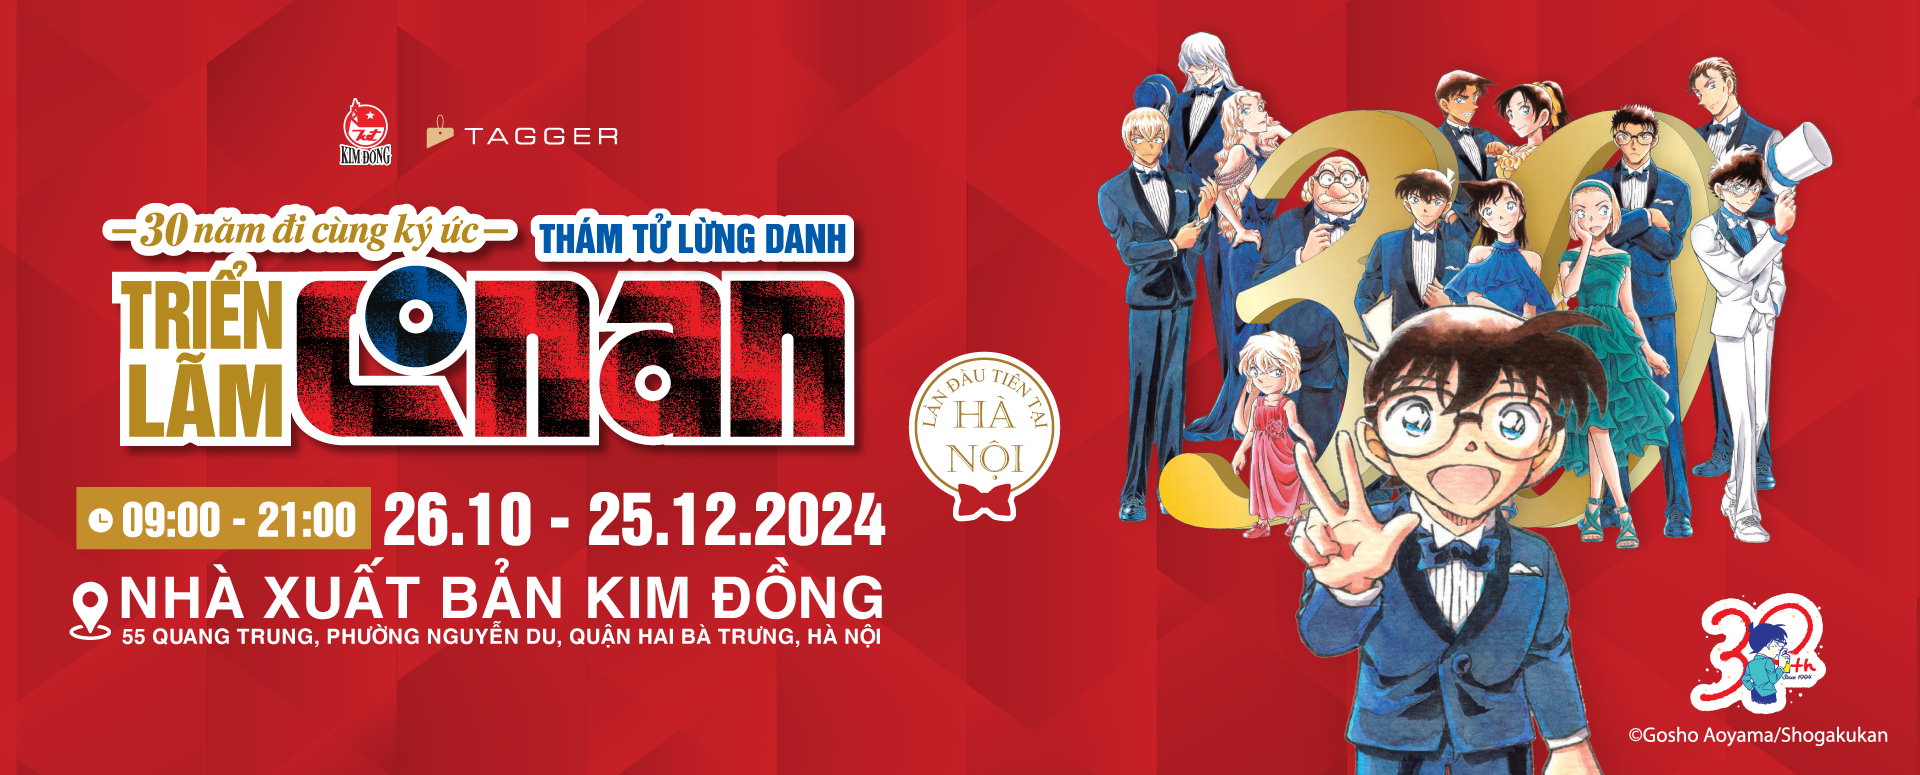 KIM ĐỒNG
TAGGER
30 năm đi cùng ký ức
THÁM TỬ LỪNG DANH
TRIỂN
LÃM
Conan
09:00 - 21:00
26.10 - 25.12.2024
NHÀ XUẤT BẢN KIM ĐỒNG
55 QUANG TRUNG, PHƯỜNG NGUYỄN DU, QUẬN HAI BÀ TRƯNG, HÀ NỘI
LẦN ĐẦU TIÊN TẠI
HÀ
NỘI
30
30th
Since 1994
©Gosho Aoyama/Shogakukan